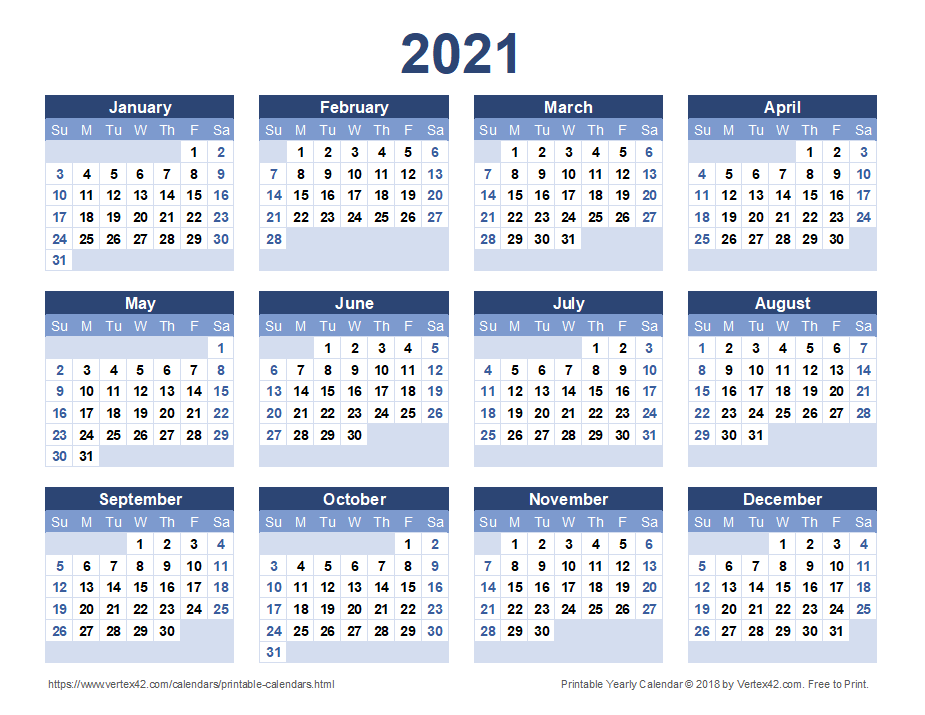 2021
January February March April
Su M Tu W Th F Sa Su M Tu W Th F Sa Su M Tu W Th F Sa Su M Tu W Th F Sa
1 2 1 2 3 4 5 6 1 2 3 4 5 6 1 2 3
3 4 5 6 7 8 9 7 8 9 10 11 12 13 7 8 9 10 11 12 13 4 5 6 7 8 9 10
10 11 12 13 14 15 16 14 15 16 17 18 19 20 14 15 16 17 18 19 20 11 12 13 14 15 16 17
17 18 19 20 21 22 23 21 22 23 24 25 26 27 21 22 23 24 25 26 27 18 19 20 21 22 23 24
24 25 26 27 28 29 30 28 28 29 30 31 25 26 27 28 29 30
31
May June July August
Su M Tu W Th F Sa Su M Tu W Th F Sa Su M Tu W Th F Sa Su M Tu W Th F Sa
1 1 2 3 4 5 1 2 3 1 2 3 4 5 6 7
2 3 4 5 6 7 8 6 7 8 9 10 11 12 4 5 6 7 8 9 10 8 9 10 11 12 13 14
9 10 11 12 13 14 15 13 14 15 16 17 18 19 11 12 13 14 15 16 17 15 16 17 18 19 20 21
16 17 18 19 20 21 22 20 21 22 23 24 25 26 18 19 20 21 22 23 24 22 23 24 25 26 27 28
23 24 25 26 27 28 29 27 28 29 30 25 26 27 28 29 30 31 29 30 31
30 31
September October November December
Su M Tu W Th F Sa Su M Tu W Th F Sa Su M Tu W Th F Sa Su M Tu W Th F Sa
1 2 3 4 1 2 1 2 3 4 5 6 1 2 3 4
5 6 7 8 9 10 11 3 4 5 6 7 8 9 7 8 9 10 11 12 13 5 6 7 8 9 10 11
12 13 14 15 16 17 18 10 11 12 13 14 15 16 14 15 16 17 18 19 20 12 13 14 15 16 17 18
19 20 21 22 23 24 25 17 18 19 20 21 22 23 21 22 23 24 25 26 27 19 20 21 22 23 24 25
26 27 28 29 30 24 25 26 27 28 29 30 28 29 30 26 27 28 29 30 31
31
https://www.vertex42.com/calendars/printable-calendars.html Printable Yearly Calendar © 2018 by Vertex42.com. Free to Print.